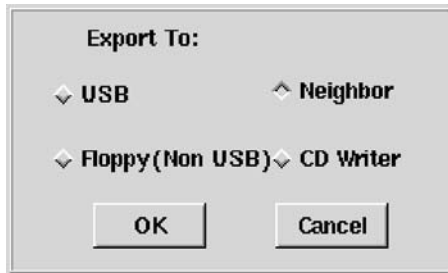 Export To:
USB
Neighbor
Floppy(Non USB)
CD Writer
OK
Cancel